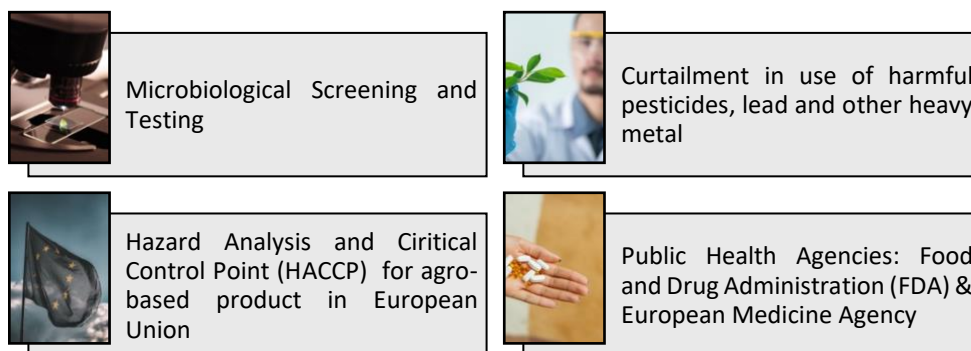 Microbiological Screening and
Testing
Curtailment in use of harmful
pesticides, lead and other heavy
metal
Hazard Analysis and Ciritical
Control Point (HACCP) for agro-
based product in European
Union
Public Health Agencies: Food
and Drug Administration (FDA) &
European Medicine Agency